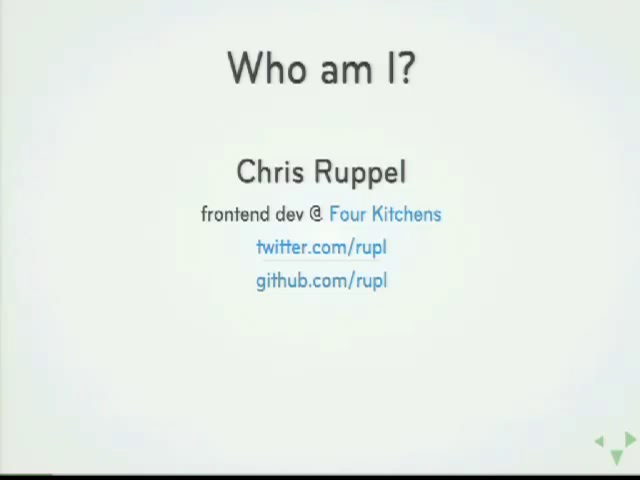 Who am I?
Chris Ruppel
frontend dev @ Four Kitchens
twitter.com/rupl
github.com/rupl